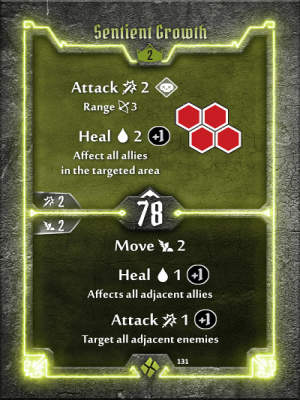 Sentient Growth
2
Attack 2
Range 3
Heal 2 +1
Affect all allies
in the targeted area
2
78
2
Move 2
Heal 1 +1
Affects all adjacent allies
Attack 1 +1
Target all adjacent enemies
131